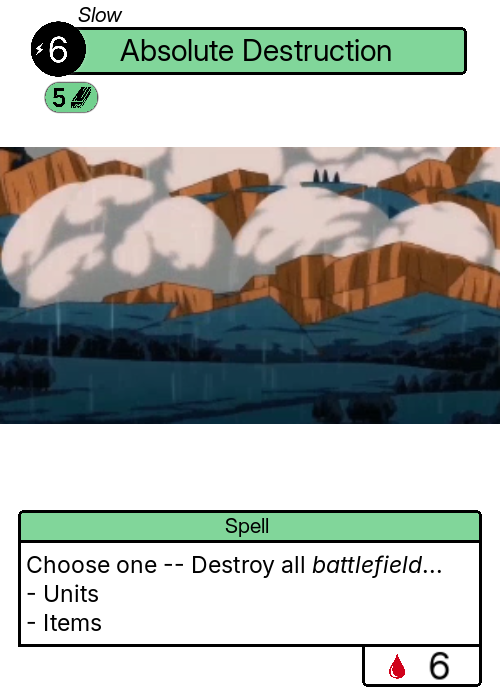 Slow
6 Absolute Destruction
5
Spell
Choose one -- Destroy all battlefield...
- Units
- Items
6